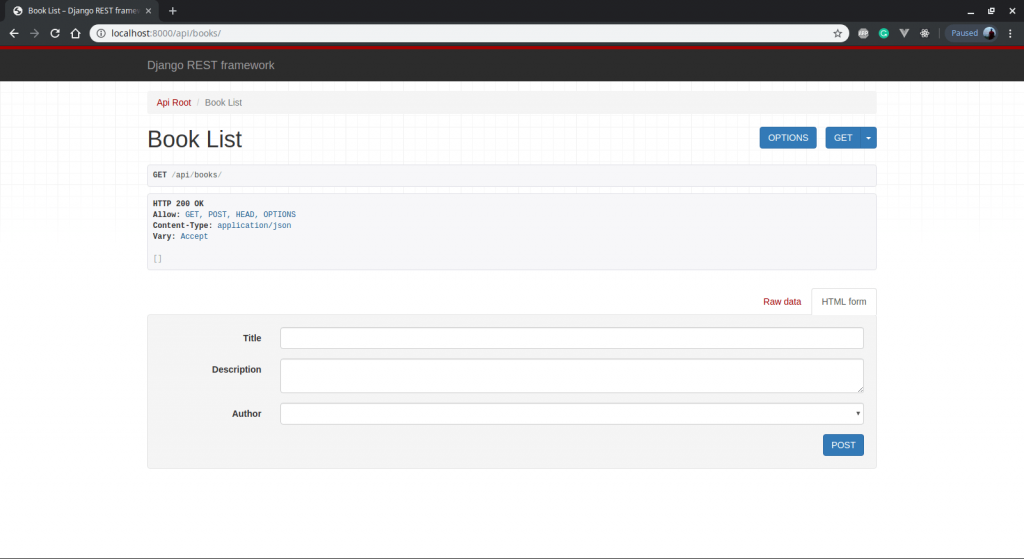 Book List – Django REST frame
localhost:8000/api/books/
Paused
Django REST framework
Api Root / Book List
Book List
OPTIONS
GET
GET /api/books/
HTTP 200 OK
Allow: GET, POST, HEAD, OPTIONS
Content-Type: application/json
Vary: Accept
[]
Raw data
HTML form
Title
Description
Author
POST